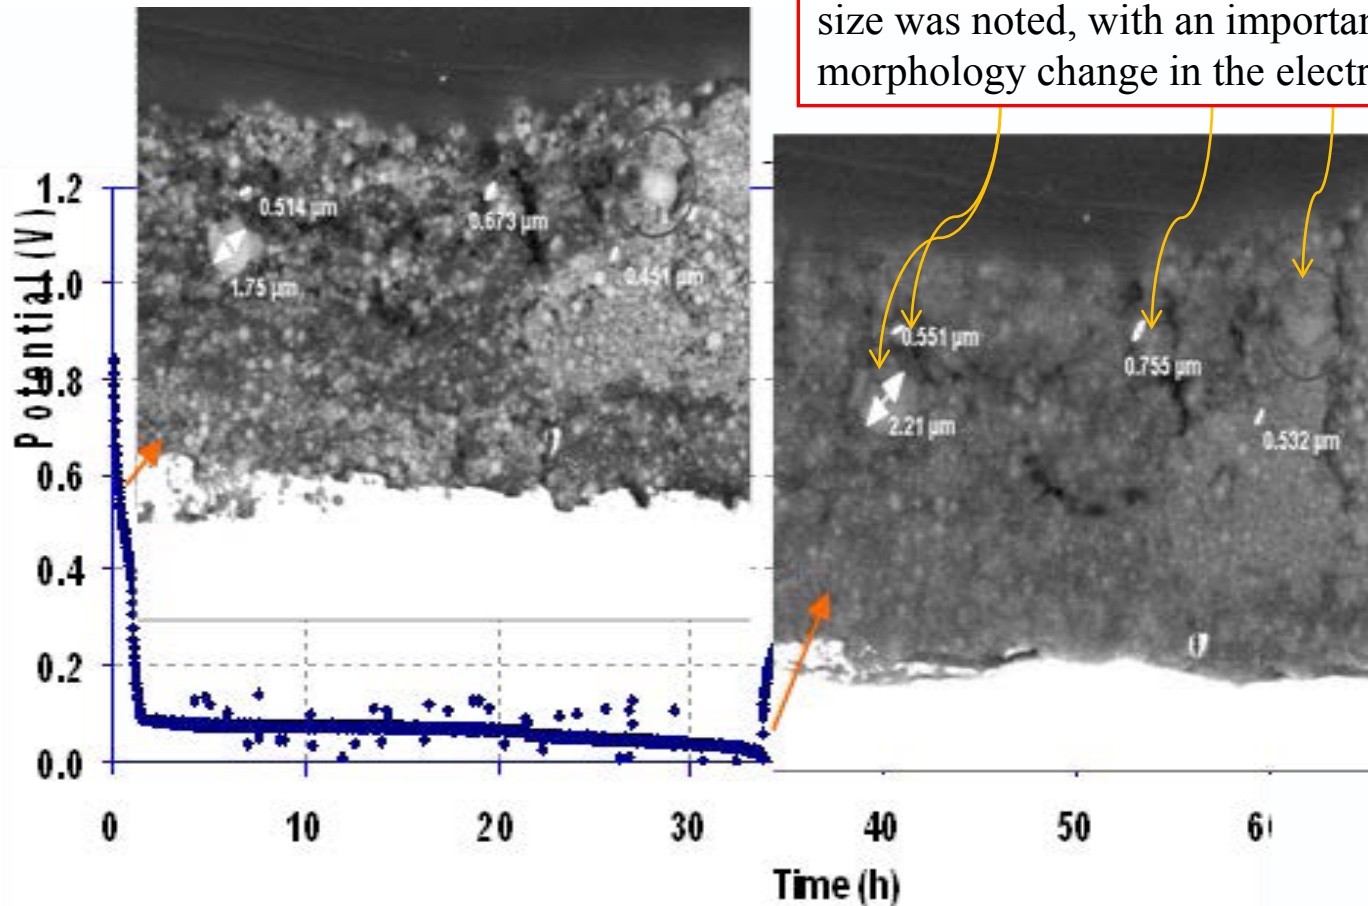 size was noted, with an
morphology change in the
1.2
1.0
0.8
0.6
0.4
0.2
0.0
Potential (V)
0.514 µm
0.673 µm
1.75 µm
0.451 µm
0.551 µm
0.755 µm
2.21 µm
0.532 µm
0
10
20
30
40
50
Time (h)